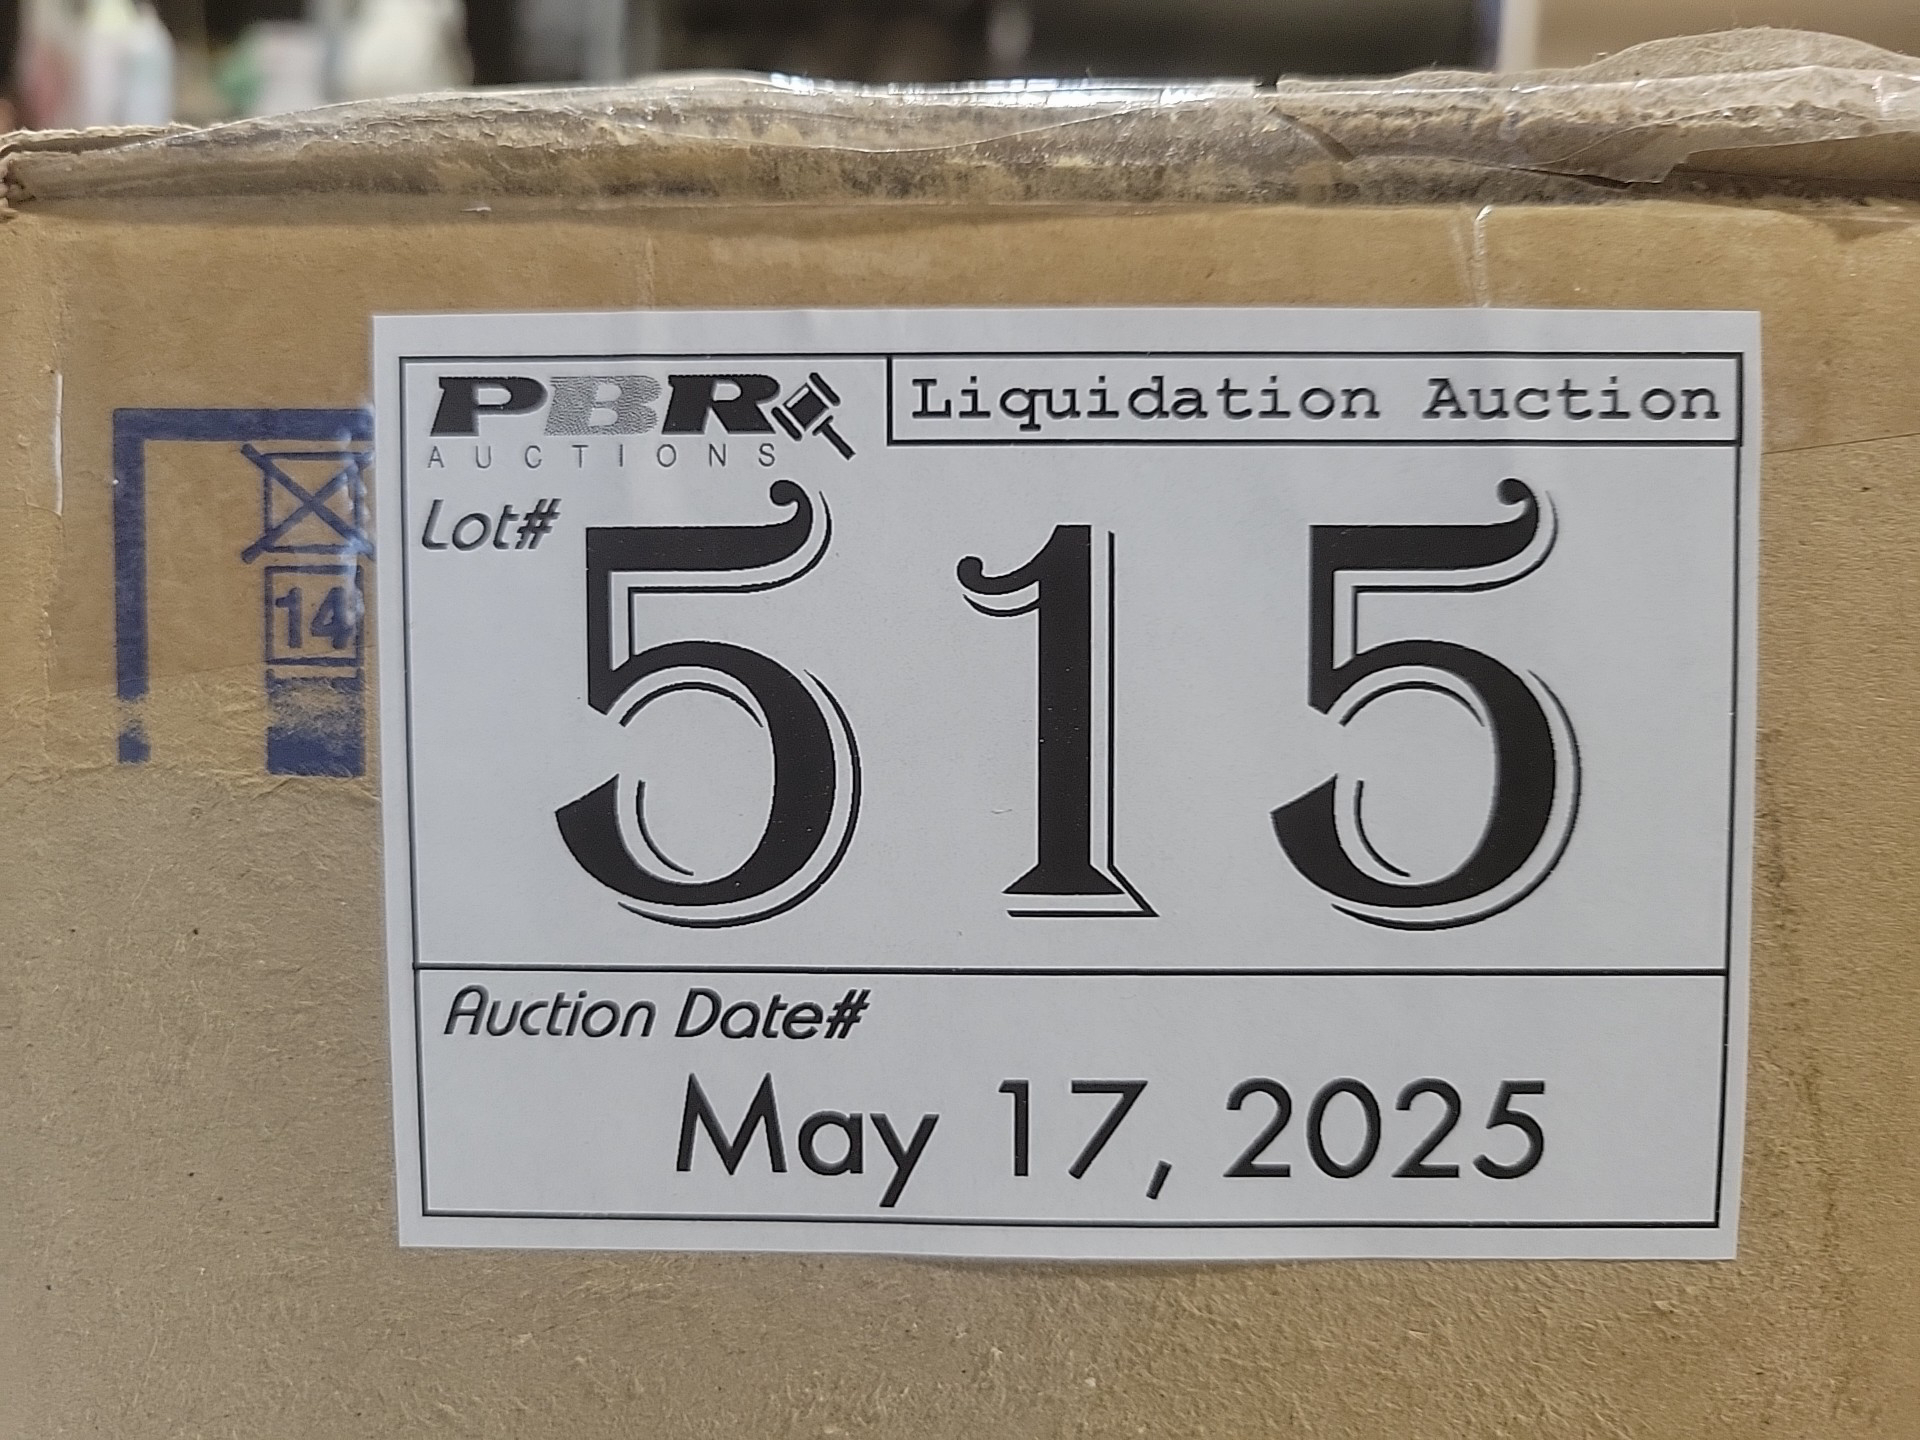 PBR
AUCTIONS
Liquidation Auction
Lot#
515
14
Auction Date#
May 17, 2025